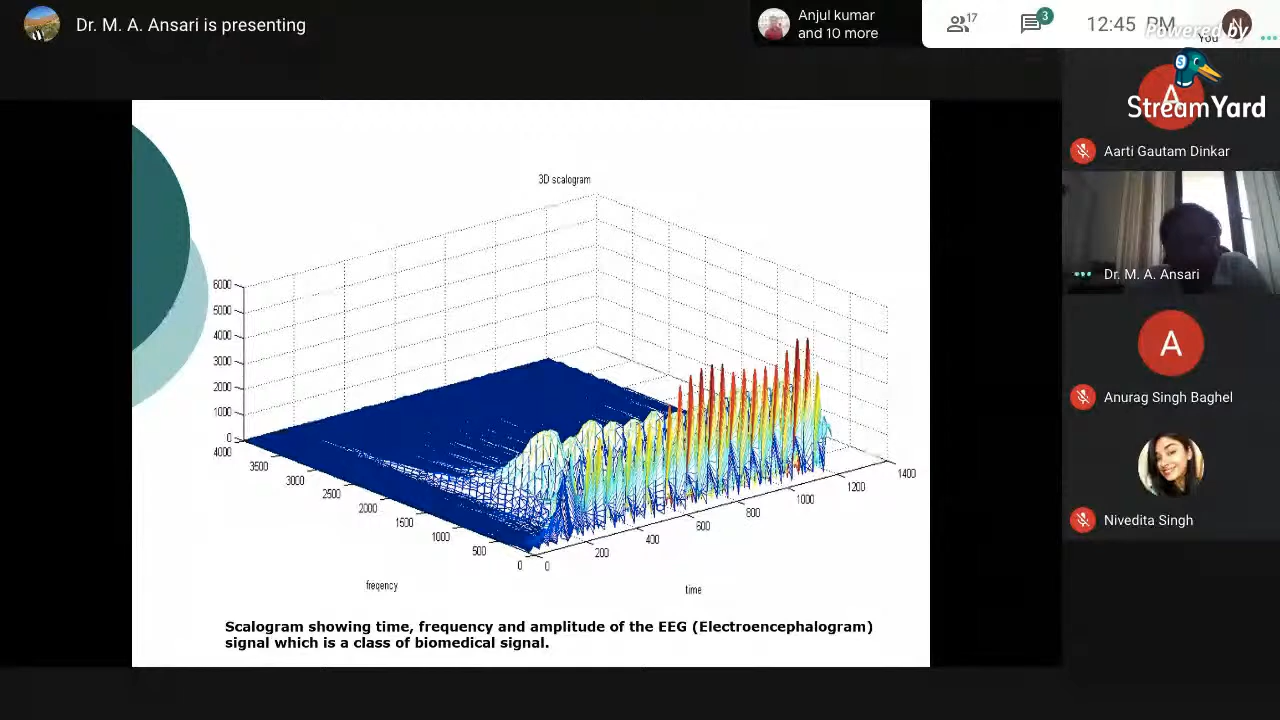 Dr. M. A. Ansari is presenting
Anjul kumar
and 10 more
17
3
12:45 PM
N
You
Powered by
StreamYard
A
Aarti Gautam Dinkar
Dr. M. A. Ansari
A
Anurag Singh Baghel
Nivedita Singh
3D scalogram
6000
5000
4000
3000
2000
1000
0
4000
3500
3000
2500
2000
1500
1000
500
0
0
200
400
600
800
1000
1200
1400
freqency
time
Scalogram showing time, frequency and amplitude of the EEG (Electroencephalogram)
signal which is a class of biomedical signal.